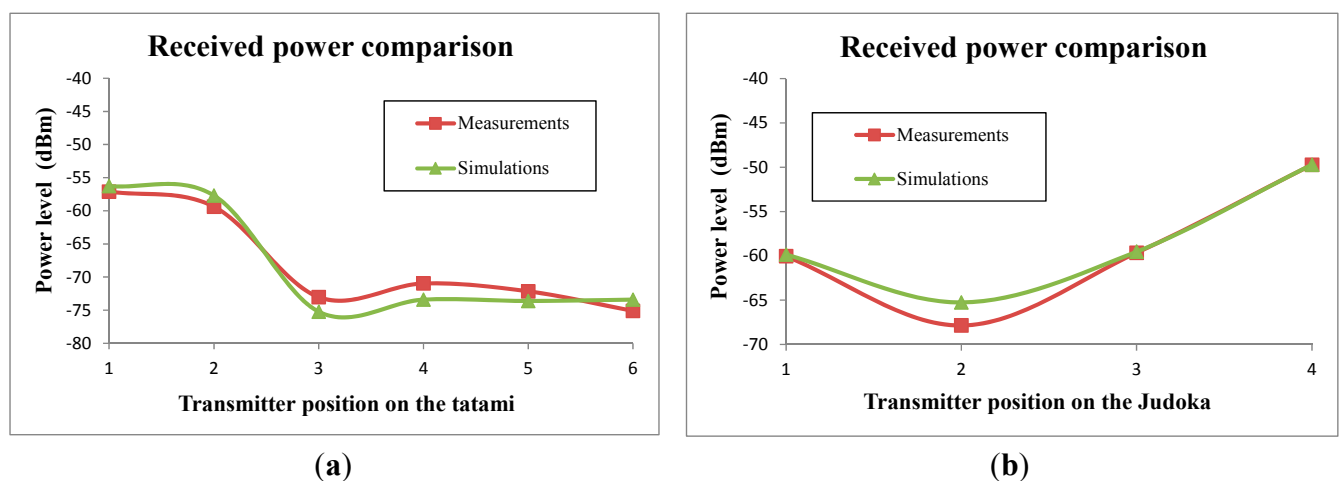 Received power comparison
-40
-45
-50
-55
-60
-65
-70
-75
-80
Power level (dBm)
Measurements
Simulations
1 2 3 4 5 6
Transmitter position on the tatami
(a)
Received power comparison
-40
-45
-50
-55
-60
-65
-70
Power level (dBm)
Measurements
Simulations
1 2 3 4
Transmitter position on the Judoka
(b)